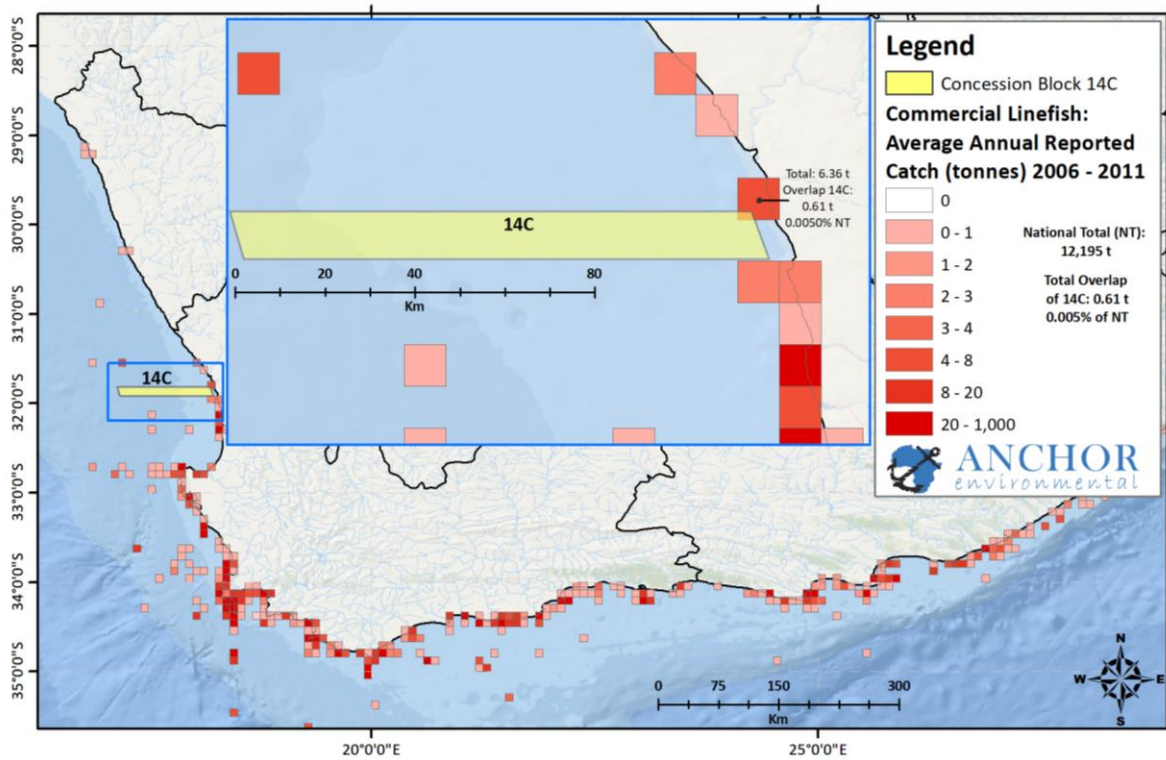 28°0'0"S
29°0'0"S
30°0'0"S
31°0'0"S
32°0'0"S
33°0'0"S
34°0'0"S
35°0'0"S
20°0'0"E
25°0'0"E
14C
14C
0 20 40 80
Km
Total: 6.36 t
Overlap 14C:
0.61 t
0.0050% NT
Legend
Concession Block 14C
Commercial Linefish:
Average Annual Reported
Catch (tonnes) 2006 - 2011
0
0 - 1
1 - 2
2 - 3
3 - 4
4 - 8
8 - 20
20 - 1,000
National Total (NT):
12,195 t
Total Overlap
of 14C: 0.61 t
0.005% of NT
ANCHOR
environmental
N
W E
S
0 75 150 300
Km